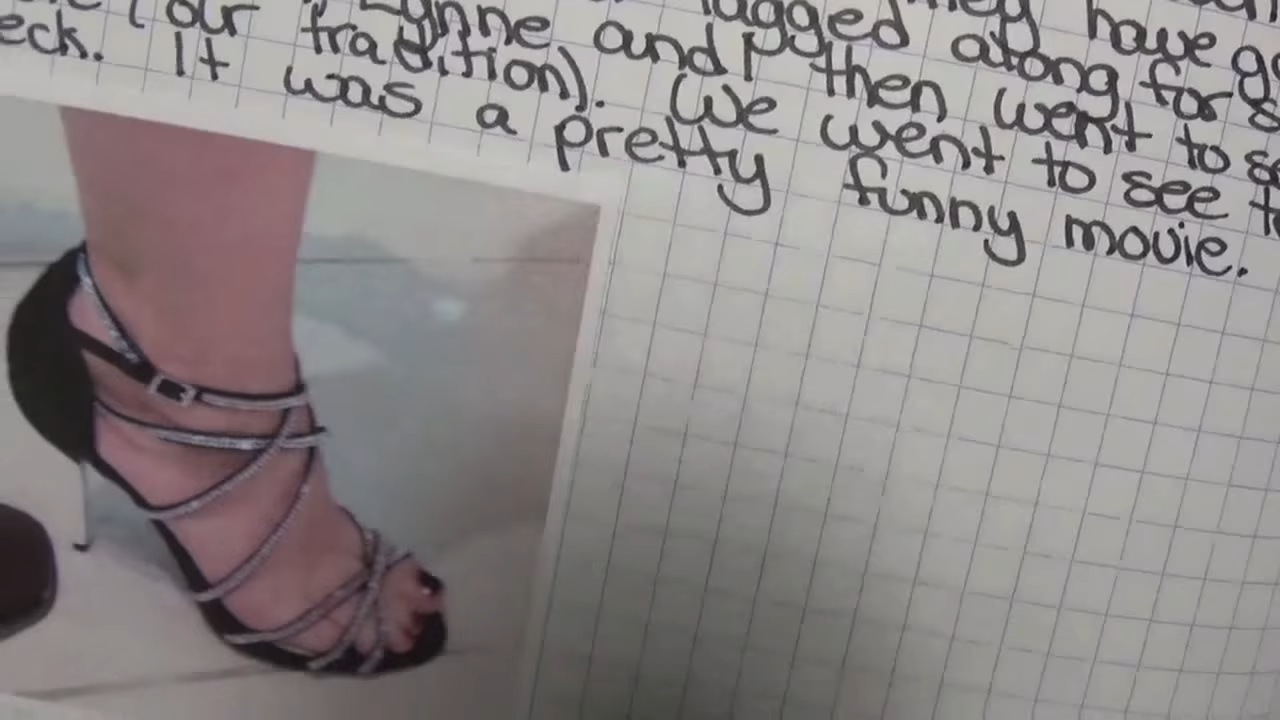 they have
tagged along for
Lynne and I then went to
(our tradition). We went to see
eck. It was a pretty funny movie.